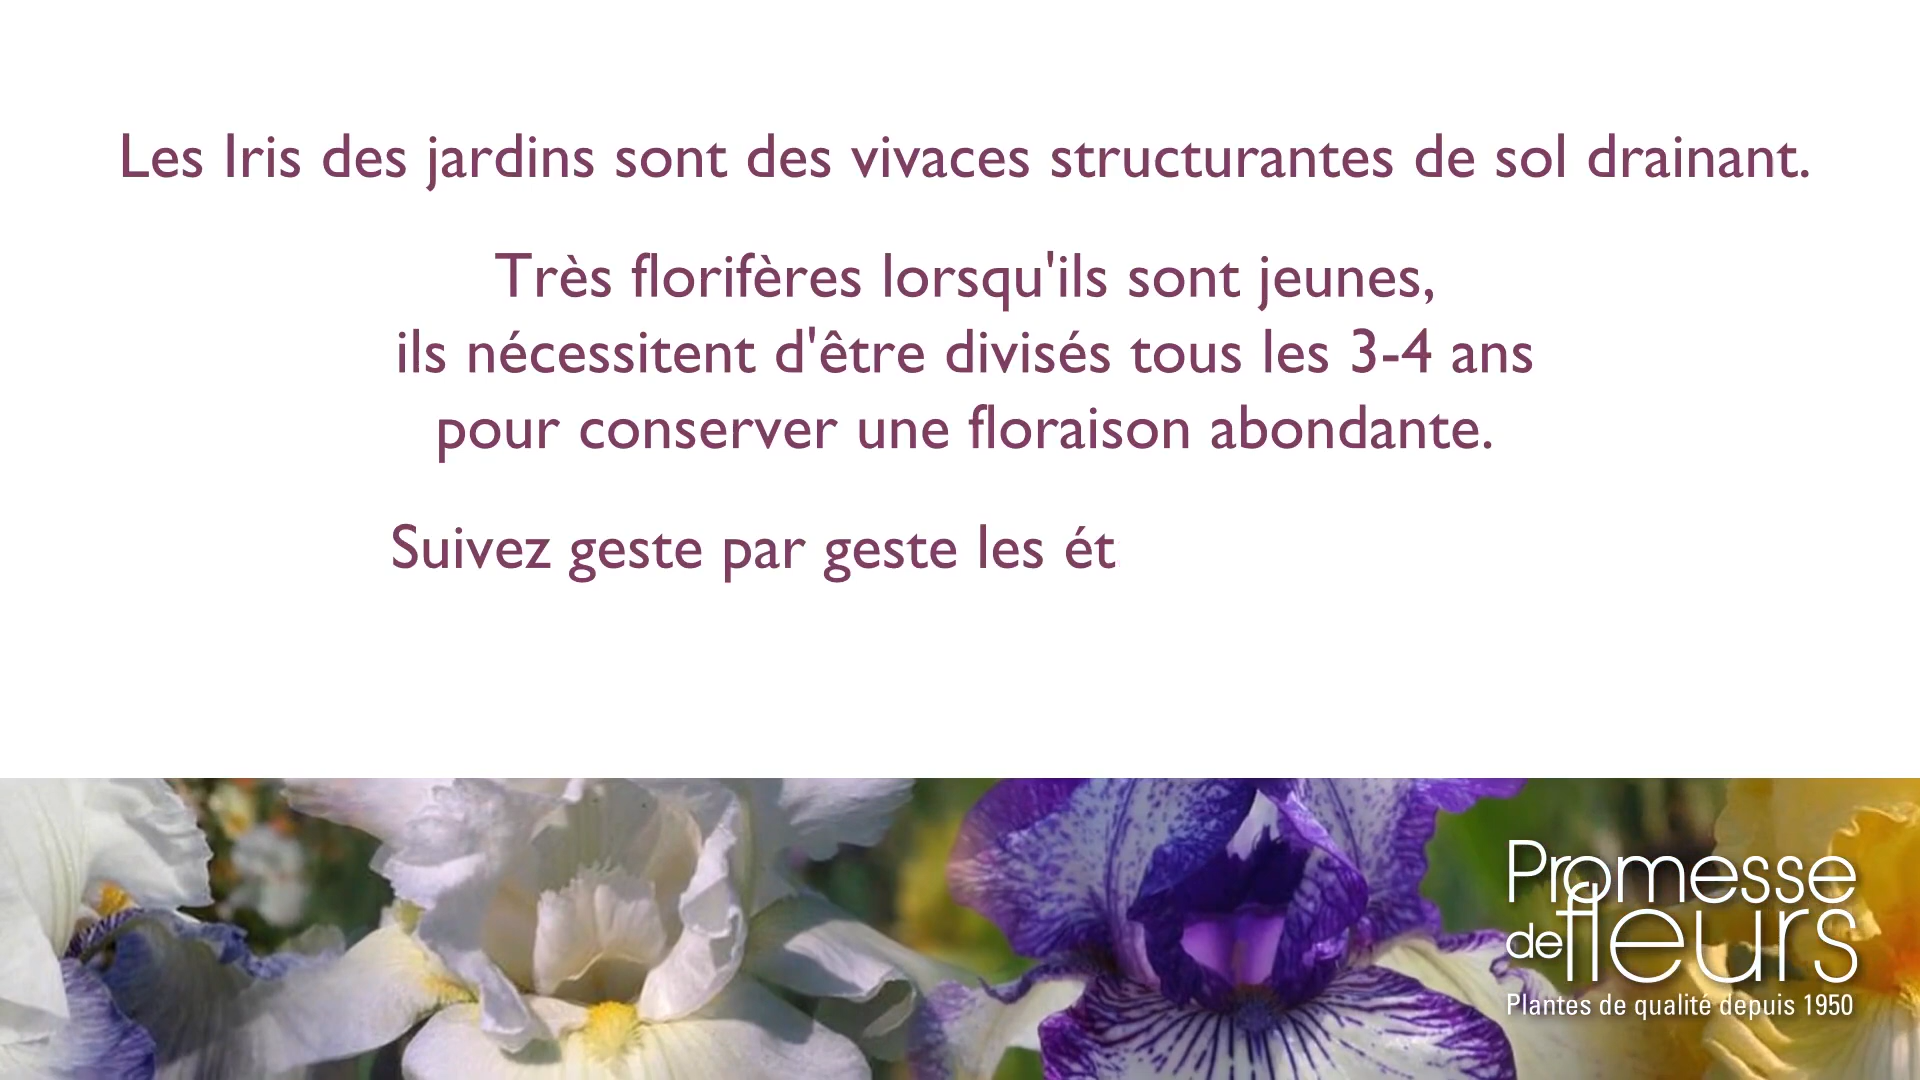 Les Iris des jardins sont des vivaces structurantes de sol drainant.
Très florifères lorsqu'ils sont jeunes,
ils nécessitent d'être divisés tous les 3-4 ans
pour conserver une floraison abondante.
Suivez geste par geste les ét
Promesse
de fleurs
Plantes de qualité depuis 1950